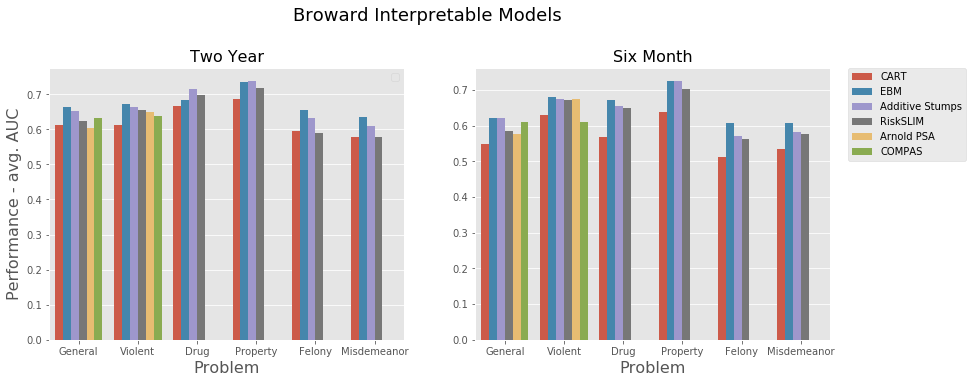 Broward Interpretable Models
Two Year
Performance - avg. AUC
0.7
0.6
0.5
0.4
0.3
0.2
0.1
0.0
General Violent Drug Property Felony Misdemeanor
Problem
Six Month
0.7
0.6
0.5
0.4
0.3
0.2
0.1
0.0
General Violent Drug Property Felony Misdemeanor
Problem
CART
EBM
Additive Stumps
RiskSLIM
Arnold PSA
COMPAS